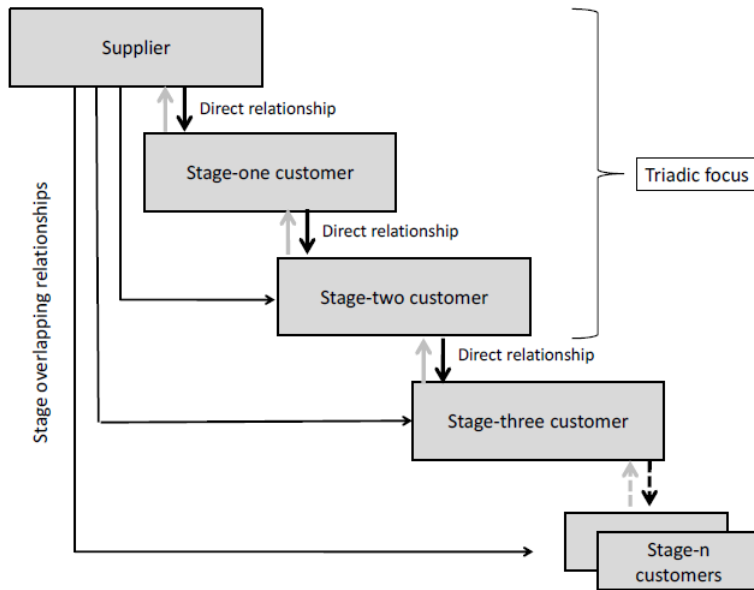 Supplier
Direct relationship
Stage-one customer
Triadic focus
Direct relationship
Stage-two customer
Direct relationship
Stage overlapping relationships
Stage-three customer
Stage-n
customers